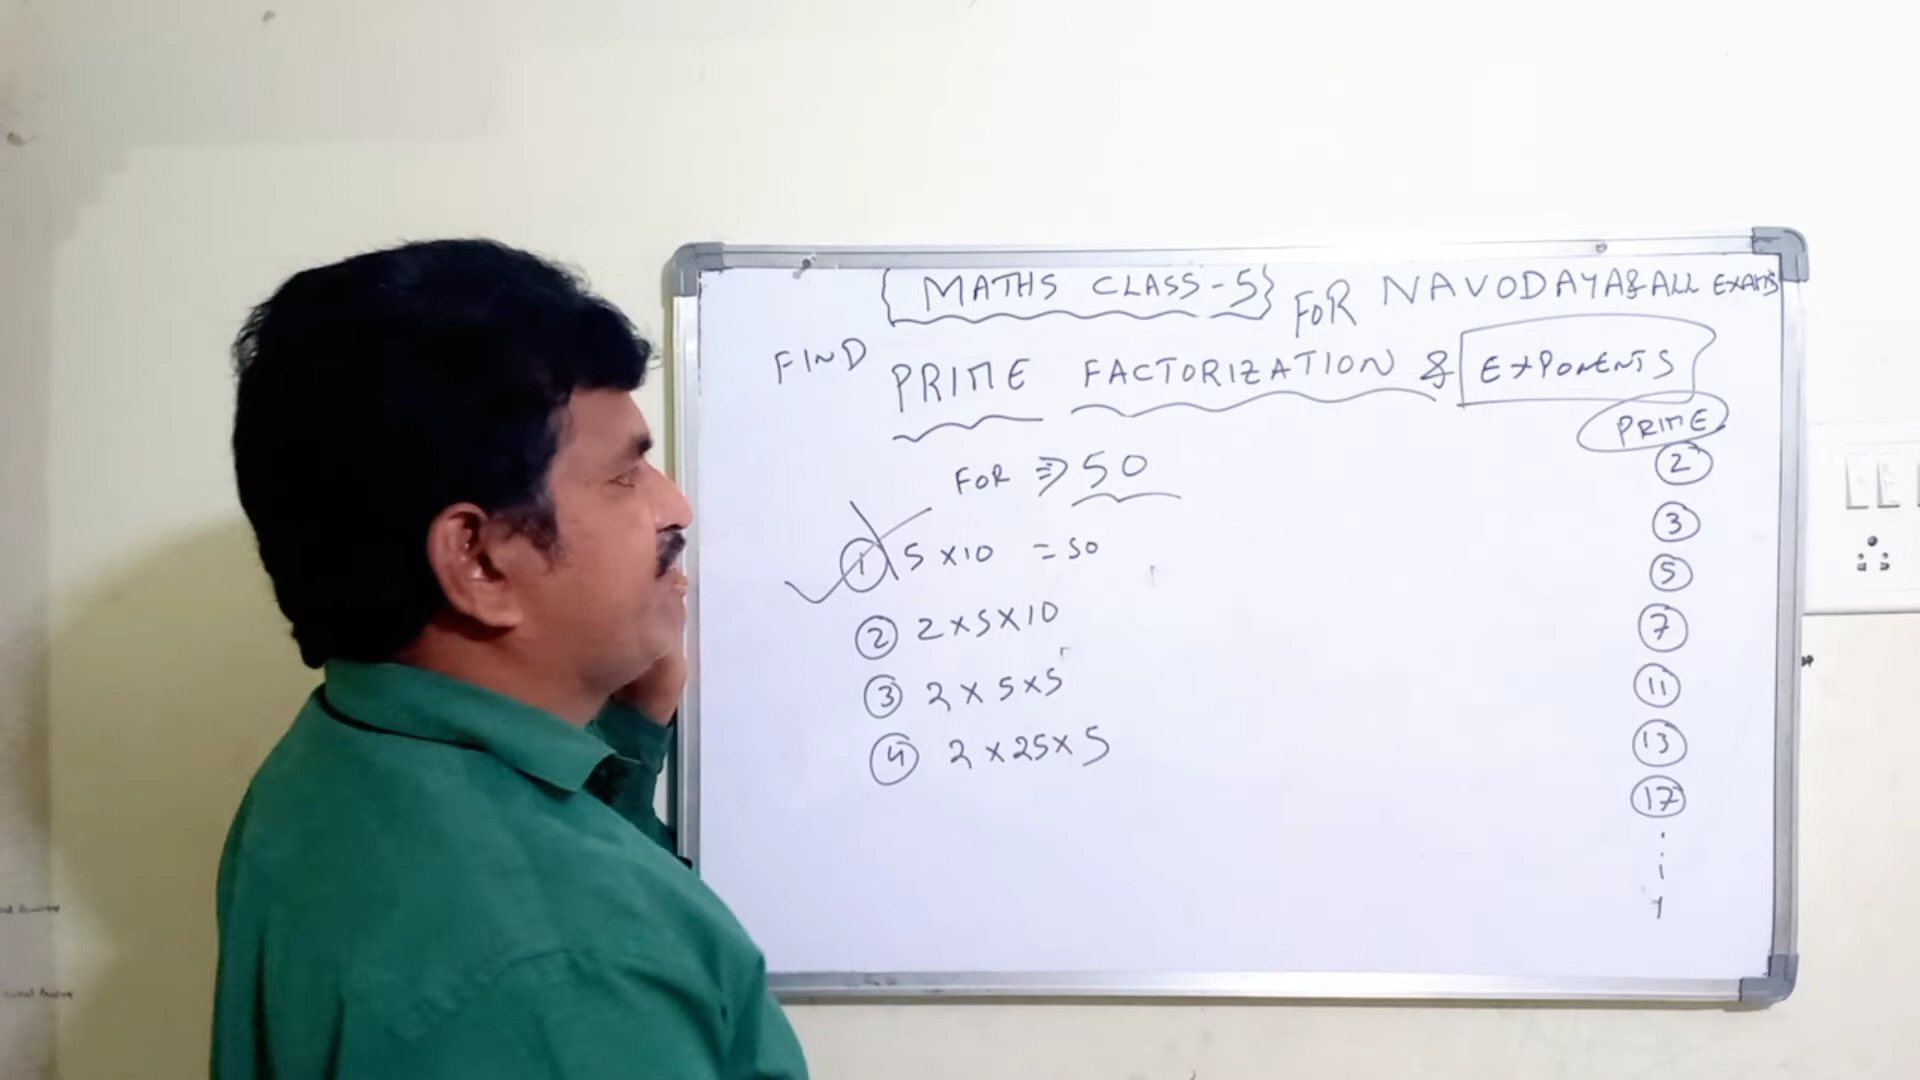 {MATHS CLASS-5} FOR NAVODAYA & ALL EXAMS
FIND PRIME FACTORIZATION & EXPONENTS
PRIME
FOR ⇒ 50
2
① 5 × 10 = 50
3
5
② 2 × 5 × 10
7
③ 2 × 5 × 5
11
④ 2 × 25 × 5
13
17